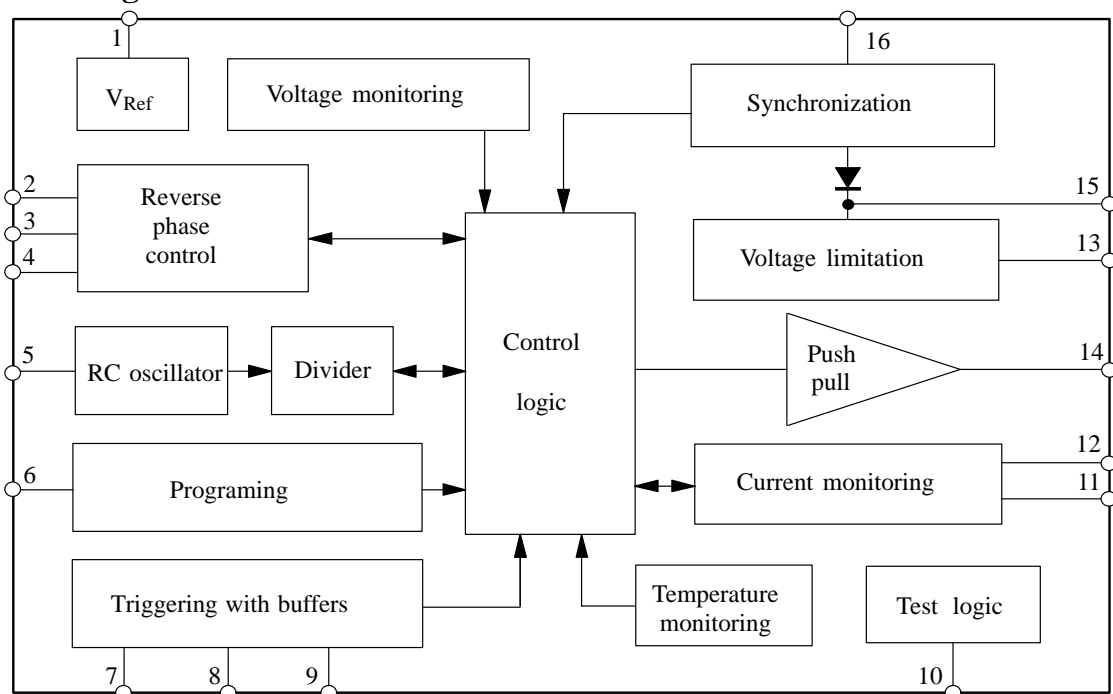 1
16
V_Ref
Voltage monitoring
Synchronization
2
Reverse
phase
control
3
4
15
Voltage limitation
13
5
RC oscillator
Divider
Control
logic
Push
pull
14
6
Programing
Current monitoring
12
11
Triggering with buffers
Temperature
monitoring
Test logic
7
8
9
10